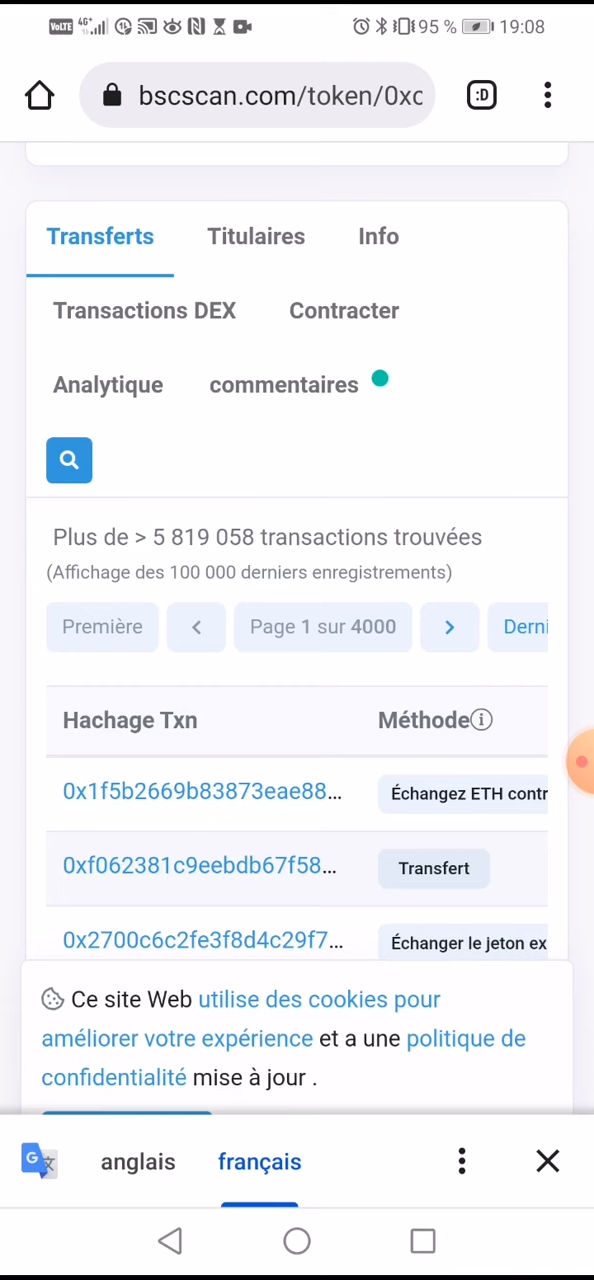 VoLTE 4G+ 95 % 19:08
bscscan.com/token/0xc :D
Transferts Titulaires Info
Transactions DEX Contracter
Analytique commentaires
Plus de > 5 819 058 transactions trouvées
(Affichage des 100 000 derniers enregistrements)
Première Page 1 sur 4000 Derni
Hachage Txn Méthode
0x1f5b2669b83873eae88... Échangez ETH contr
0xf062381c9eebdb67f58... Transfert
0x2700c6c2fe3f8d4c29f7... Échanger le jeton ex
Ce site Web utilise des cookies pour
améliorer votre expérience et a une politique de
confidentialité mise à jour .
G anglais français